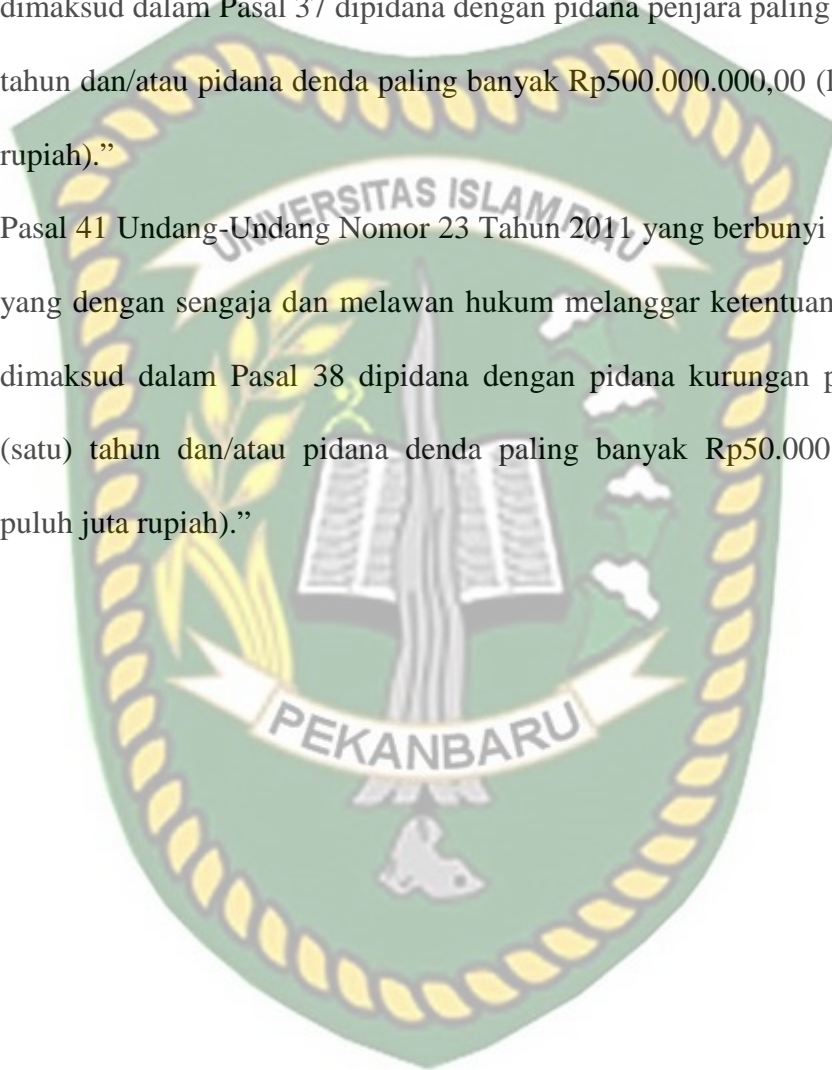 dimaksud dalam Pasal 37 dipidana dengan pidana penjara paling
tahun dan/atau pidana denda paling banyak Rp500.000.000,00 (l
rupiah).”
UNIVERSITAS ISLAM RIAU
Pasal 41 Undang-Undang Nomor 23 Tahun 2011 yang berbunyi
yang dengan sengaja dan melawan hukum melanggar ketentuan
dimaksud dalam Pasal 38 dipidana dengan pidana kurungan p
(satu) tahun dan/atau pidana denda paling banyak Rp50.000
puluh juta rupiah).”
PEKANBARU